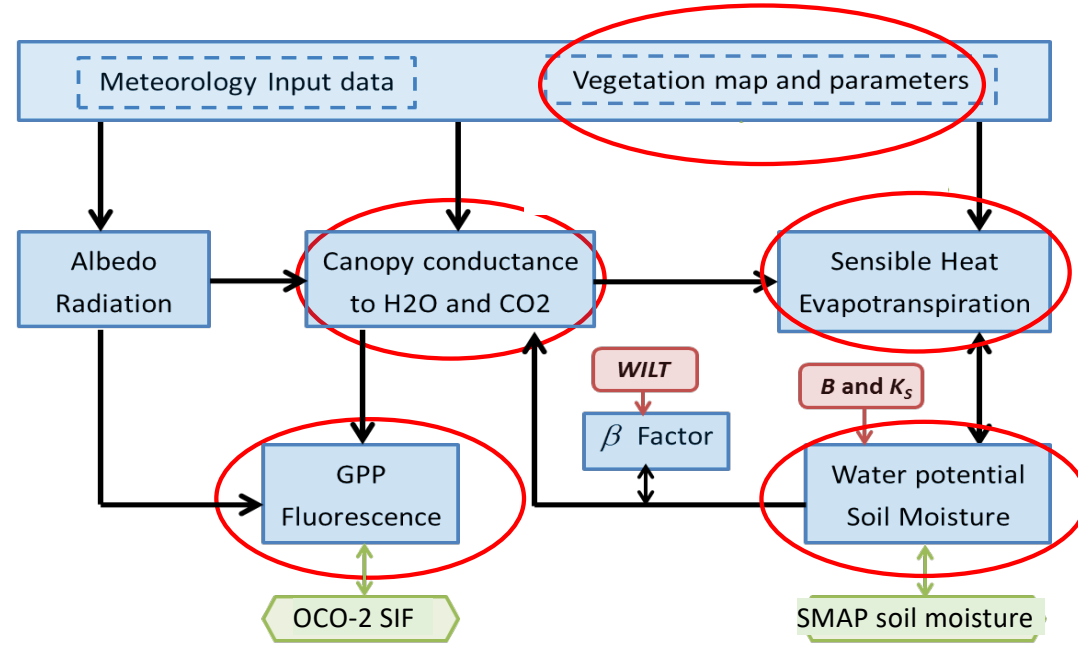 Meteorology Input data
Vegetation map and parameters
Albedo
Radiation
Canopy conductance
to H2O and CO2
Sensible Heat
Evapotranspiration
WILT
B and KS
β Factor
GPP
Fluorescence
Water potential
Soil Moisture
OCO-2 SIF
SMAP soil moisture